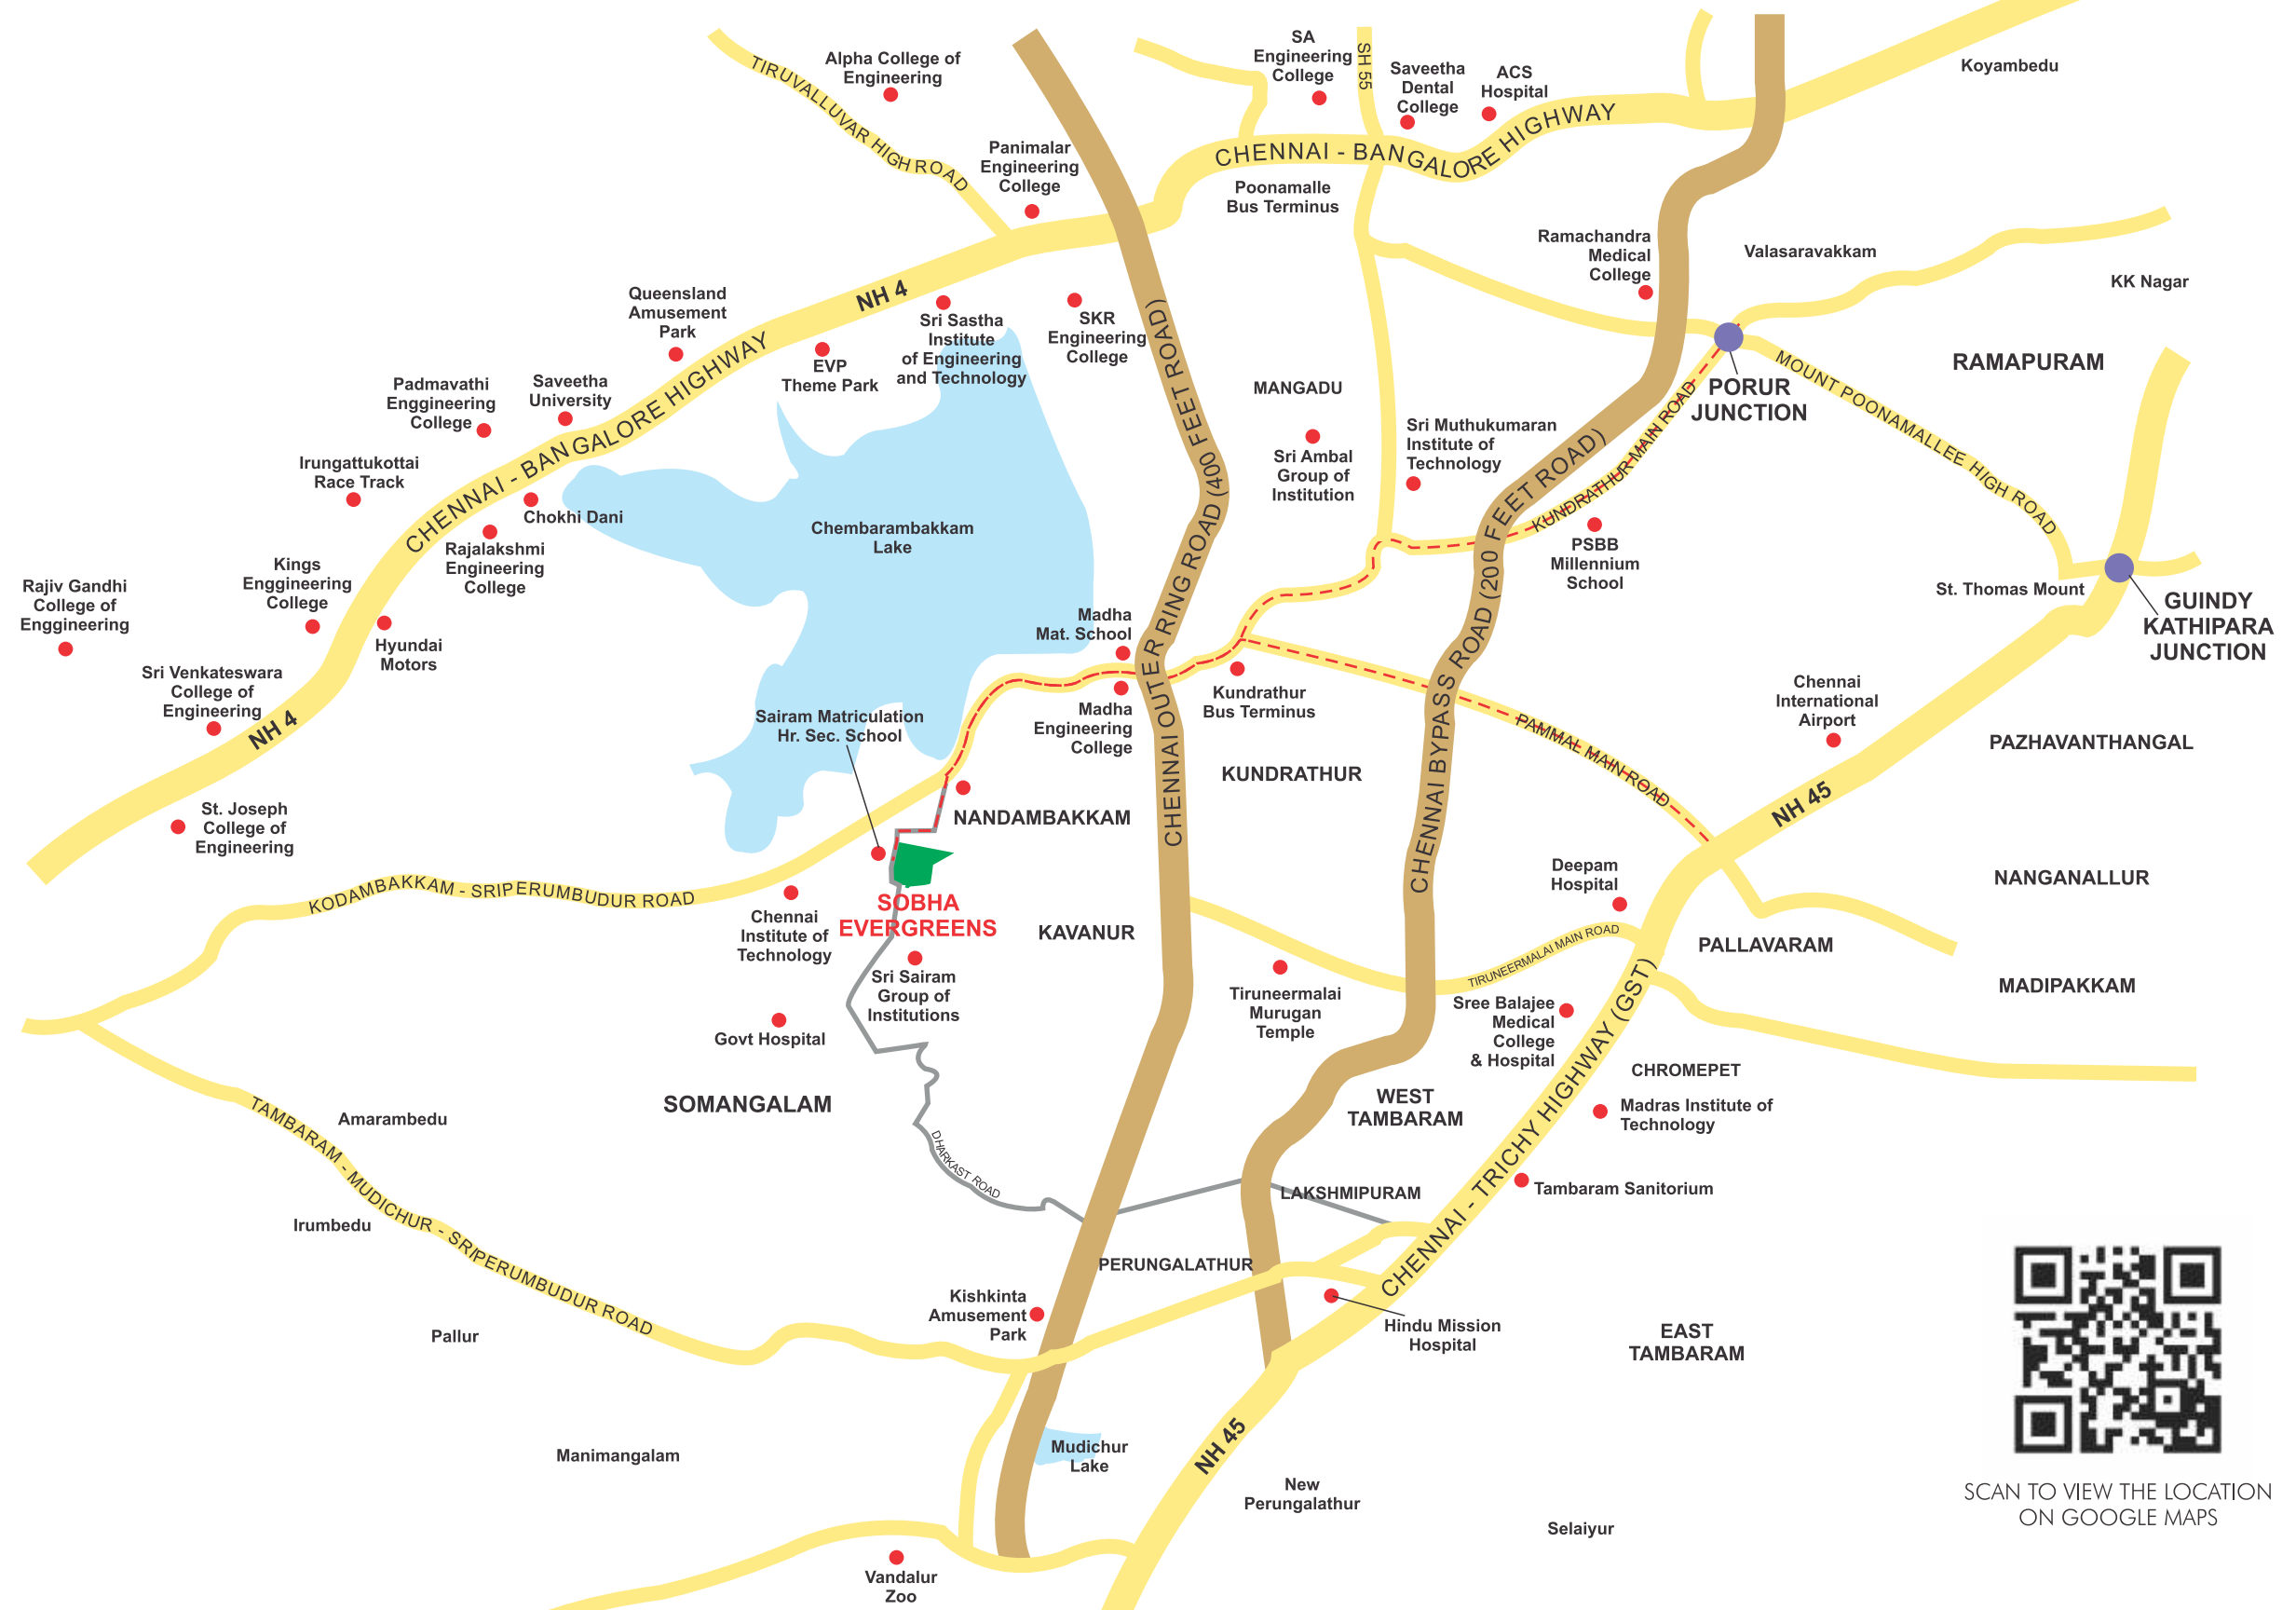 Alpha College of
Engineering
SA
Engineering
College
SH 55
Saveetha
Dental
College
ACS
Hospital
Koyambedu
TIRUVALLUVAR HIGH ROAD
Panimalar
Engineering
College
CHENNAI - BANGALORE HIGHWAY
Poonamalle
Bus Terminus
Ramachandra
Medical
College
Valasaravakkam
KK Nagar
Queensland
Amusement
Park
NH 4
Sri Sastha
Institute
of Engineering
and Technology
SKR
Engineering
College
EVP
Theme Park
CHENNAI OUTER RING ROAD (400 FEET ROAD)
MANGADU
PORUR
JUNCTION
MOUNT POONAMALLEE HIGH ROAD
RAMAPURAM
Padmavathi
Enggineering
College
Saveetha
University
CHENNAI - BANGALORE HIGHWAY
Irungattukottai
Race Track
Chokhi Dani
Rajalakshmi
Engineering
College
Chembarambakkam
Lake
Sri Ambal
Group of
Institution
Sri Muthukumaran
Institute of
Technology
KUNDRATHUR MAIN ROAD
CHENNAI BYPASS ROAD (200 FEET ROAD)
PSBB
Millennium
School
St. Thomas Mount
GUINDY
KATHIPARA
JUNCTION
Rajiv Gandhi
College of
Enggineering
Kings
Enggineering
College
Hyundai
Motors
Sri Venkateswara
College of
Engineering
NH 4
Madha
Mat. School
Madha
Engineering
College
Kundrathur
Bus Terminus
Sairam Matriculation
Hr. Sec. School
Chennai
International
Airport
PAMMAL MAIN ROAD
PAZHAVANTHANGAL
KUNDRATHUR
NANDAMBAKKAM
NH 45
St. Joseph
College of
Engineering
KODAMBAKKAM - SRIPERUMBUDUR ROAD
Chennai
Institute of
Technology
SOBHA
EVERGREENS
KAVANUR
Deepam
Hospital
NANGANALLUR
TIRUNEERMALAI MAIN ROAD
PALLAVARAM
MADIPAKKAM
Sri Sairam
Group of
Institutions
Govt Hospital
Tiruneermalai
Murugan
Temple
Sree Balajee
Medical
College
& Hospital
CHENNAI - TRICHY HIGHWAY (GST)
CHROMEPET
Madras Institute of
Technology
SOMANGALAM
WEST
TAMBARAM
Amarambedu
TAMBARAM - MUDICHUR - SRIPERUMBUDUR ROAD
DHARKAST ROAD
LAKSHMIPURAM
Tambaram Sanitorium
Irumbedu
PERUNGALATHUR
Kishkinta
Amusement
Park
Pallur
Hindu Mission
Hospital
EAST
TAMBARAM
Manimangalam
Mudichur
Lake
NH 45
New
Perungalathur
Selaiyur
Vandalur
Zoo
SCAN TO VIEW THE LOCATION
ON GOOGLE MAPS